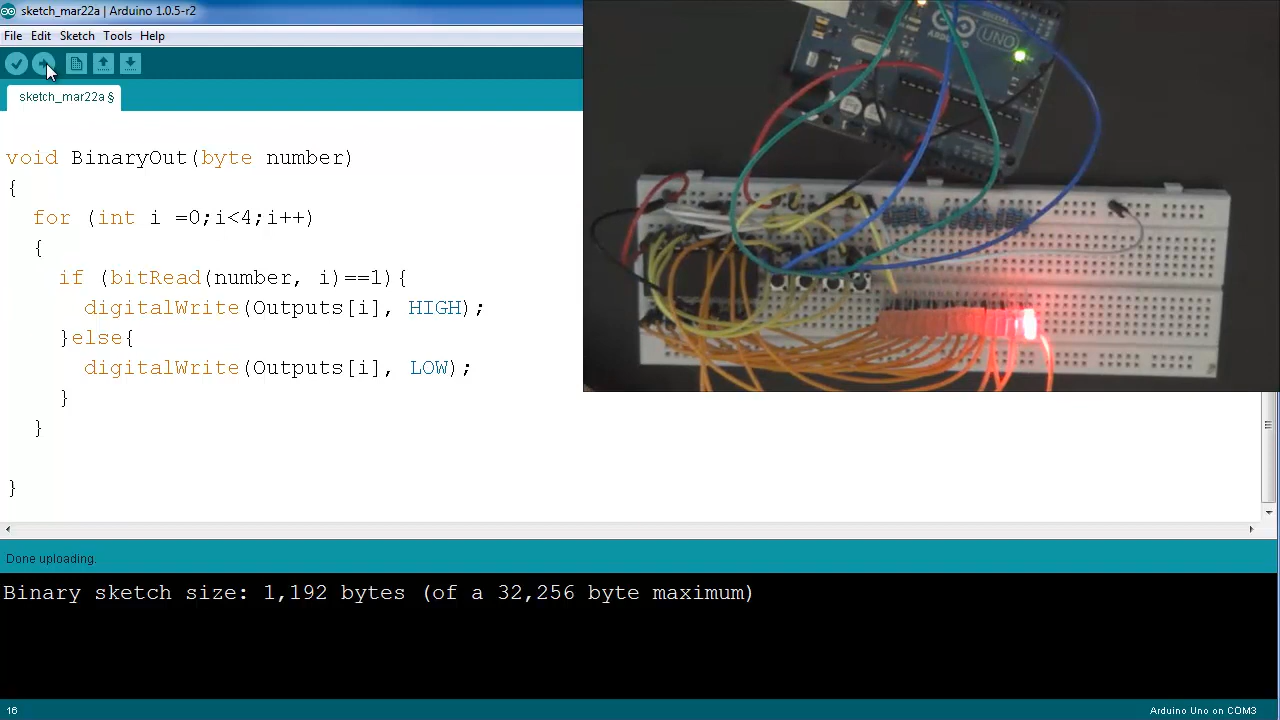 sketch_mar22a | Arduino 1.0.5-r2
File Edit Sketch Tools Help
sketch_mar22a §
void BinaryOut(byte number)
{
for (int i =0;i<4;i++)
{
if (bitRead(number, i)==1){
digitalWrite(Outputs[i], HIGH);
}else{
digitalWrite(Outputs[i], LOW);
}
}
}
Done uploading.
Binary sketch size: 1,192 bytes (of a 32,256 byte maximum)
16
Arduino Uno on COM3
UNO